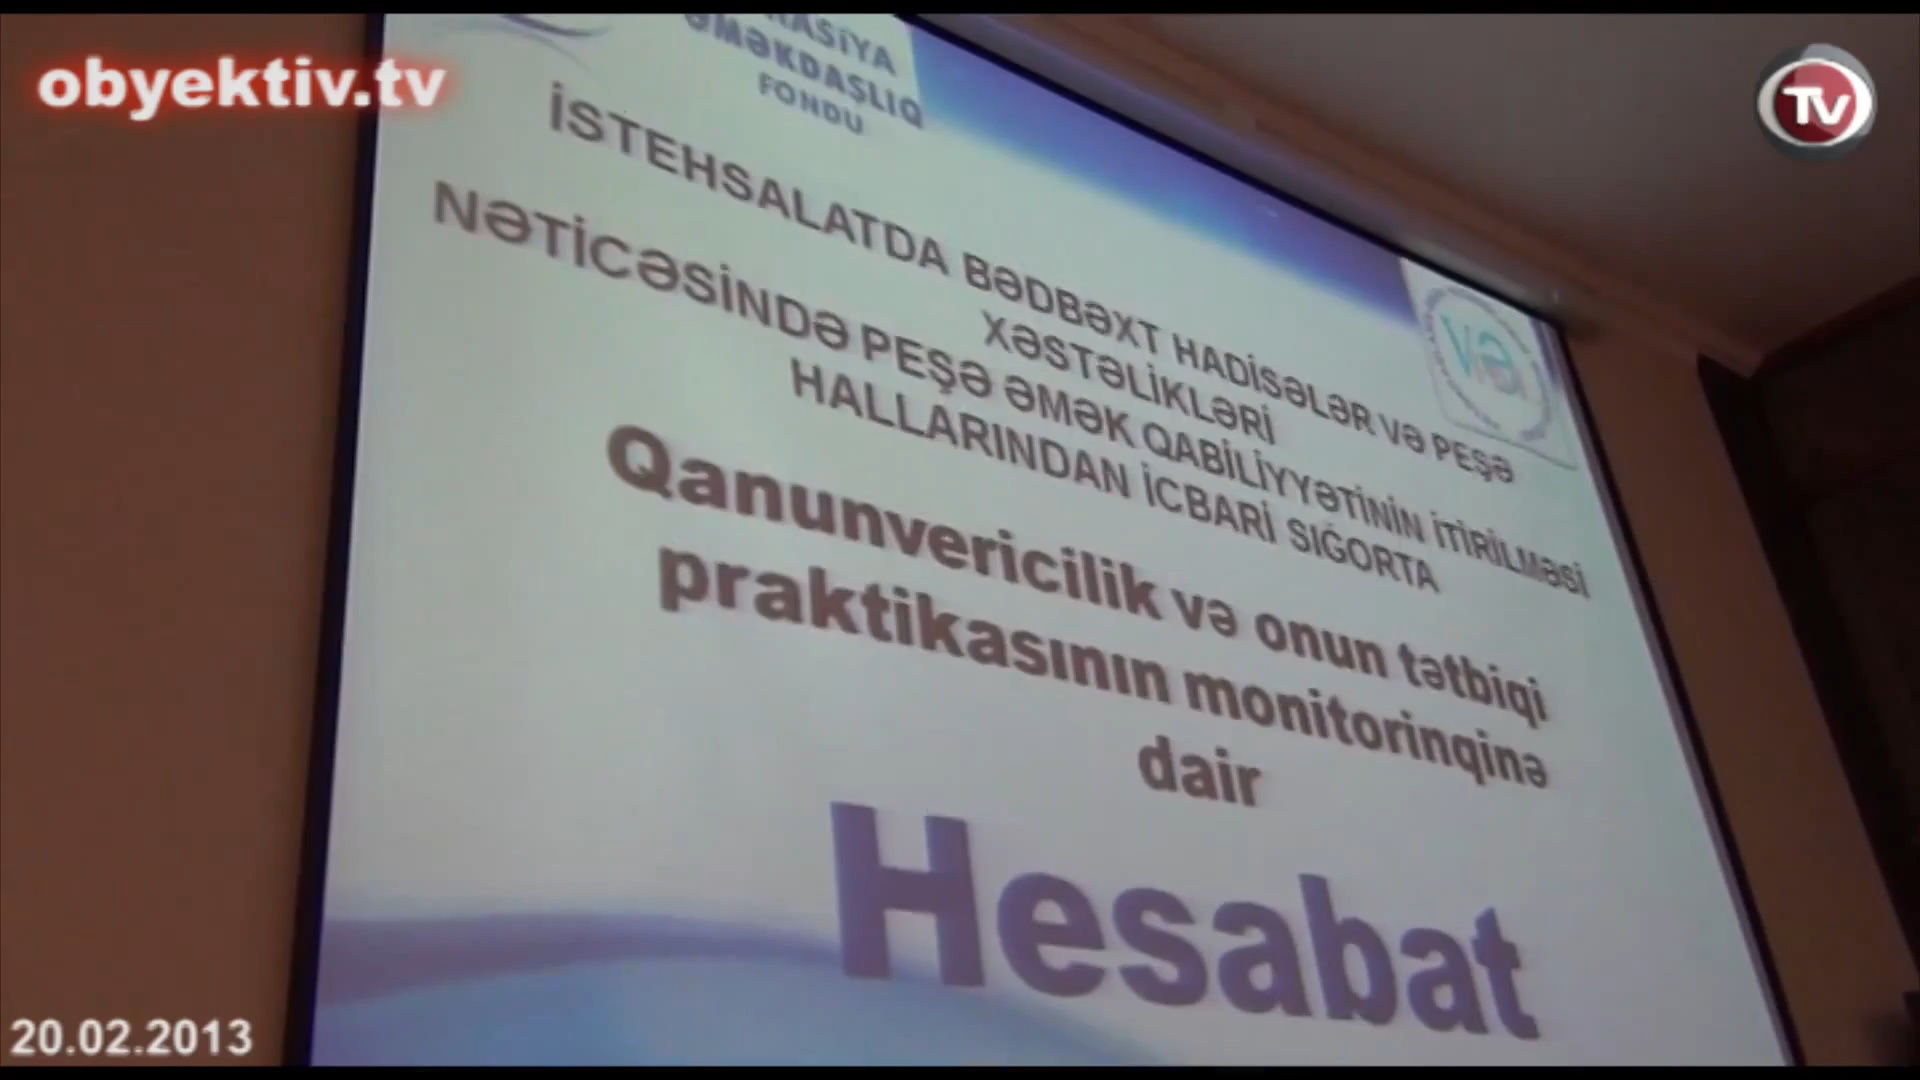 obyektiv.tv
TV
ƏMƏKDAŞLIQ
FONDU
İSTEHSALATDA BƏDBƏXT HADİSƏLƏR VƏ PEŞƏ
XƏSTƏLİKLƏRİ
NƏTİCƏSİNDƏ PEŞƏ ƏMƏK QABİLİYYƏTİNİN İTİRİLMƏSİ
HALLARINDAN İCBARİ SIĞORTA
Qanunvericilik və onun tətbiqi
praktikasının monitorinqinə
dair
Hesabat
20.02.2013